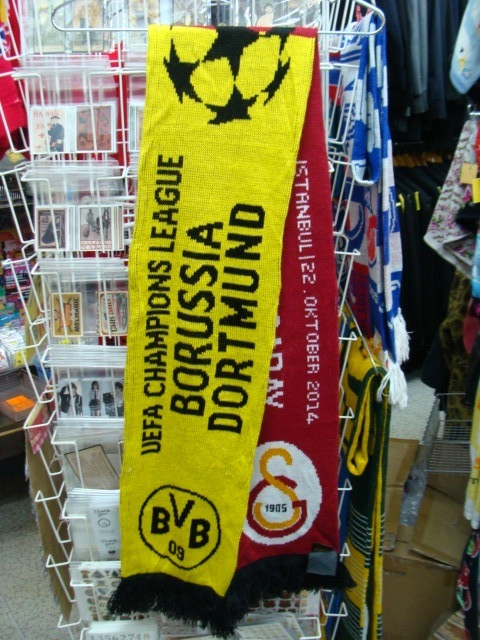 UEFA CHAMPIONS LEAGUE
BORUSSIA
DORTMUND
BVB
09
ISTANBUL|22.OKTOBER 2014
1905